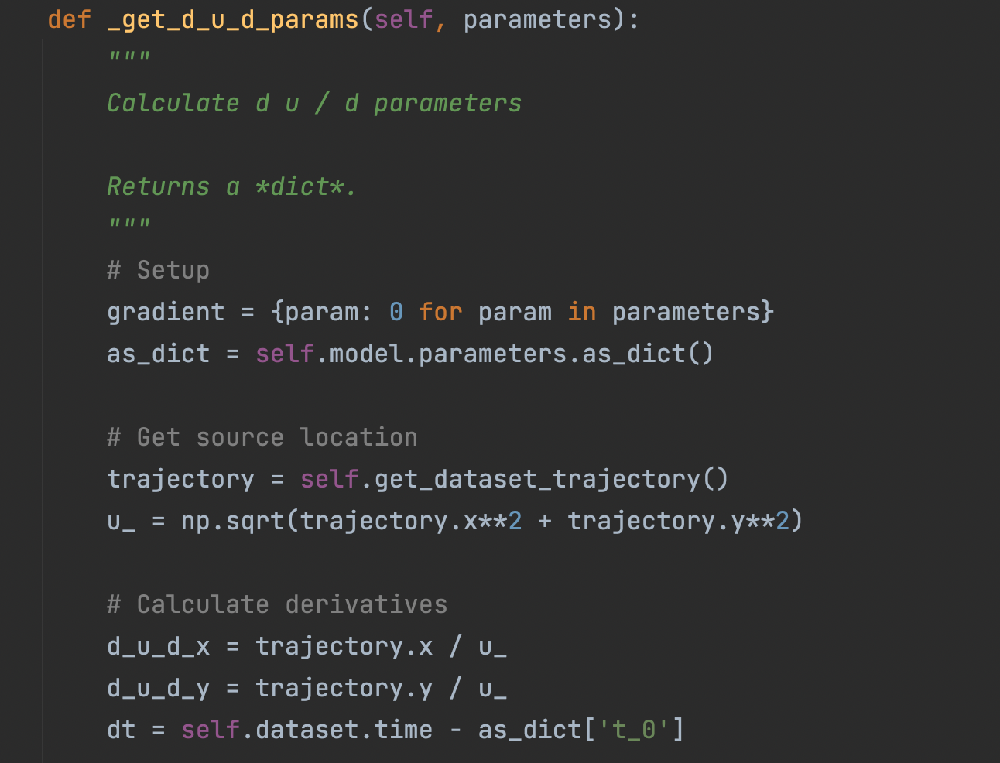 def _get_d_u_d_params(self, parameters):
    """
    Calculate d u / d parameters

    Returns a *dict*.
    """
    # Setup
    gradient = {param: 0 for param in parameters}
    as_dict = self.model.parameters.as_dict()

    # Get source location
    trajectory = self.get_dataset_trajectory()
    u_ = np.sqrt(trajectory.x**2 + trajectory.y**2)

    # Calculate derivatives
    d_u_d_x = trajectory.x / u_
    d_u_d_y = trajectory.y / u_
    dt = self.dataset.time - as_dict['t_0']